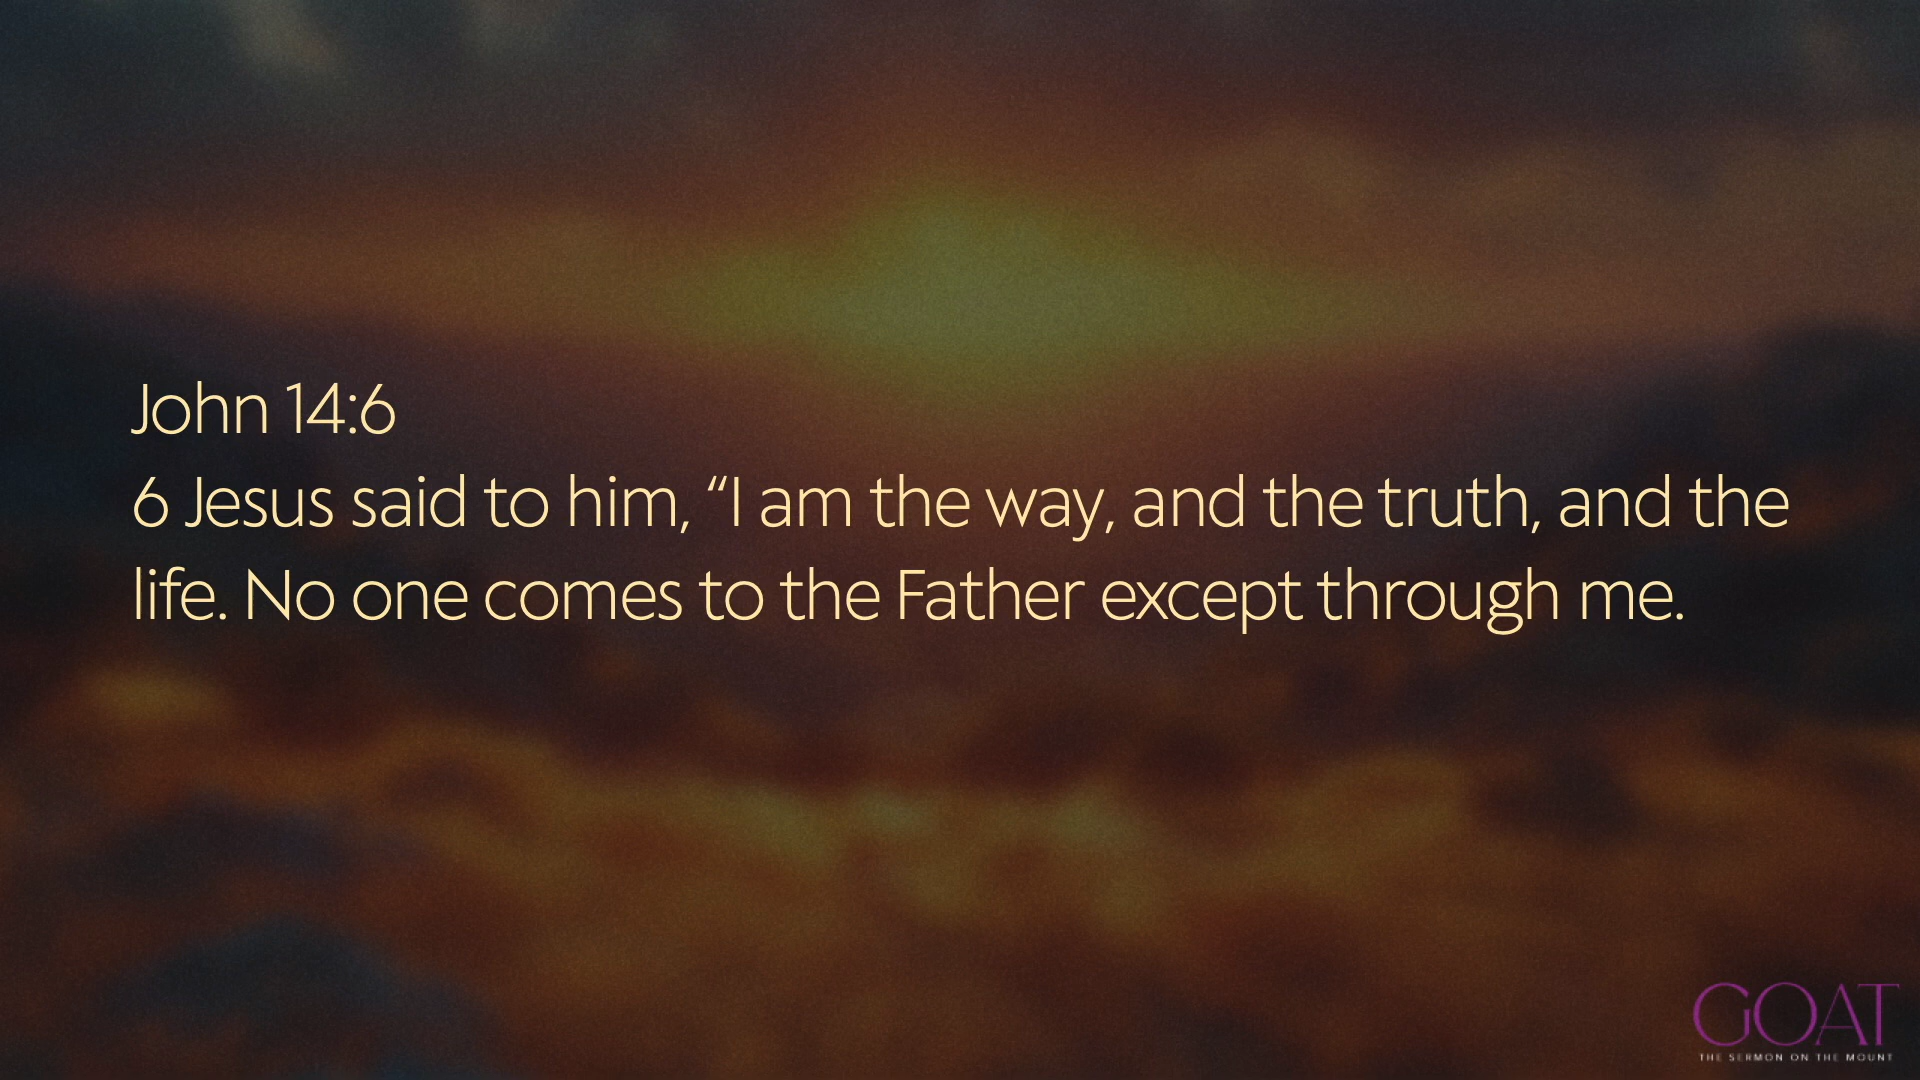 John 14:6
6 Jesus said to him, “I am the way, and the truth, and the
life. No one comes to the Father except through me.
GOAT
THE SERMON ON THE MOUNT